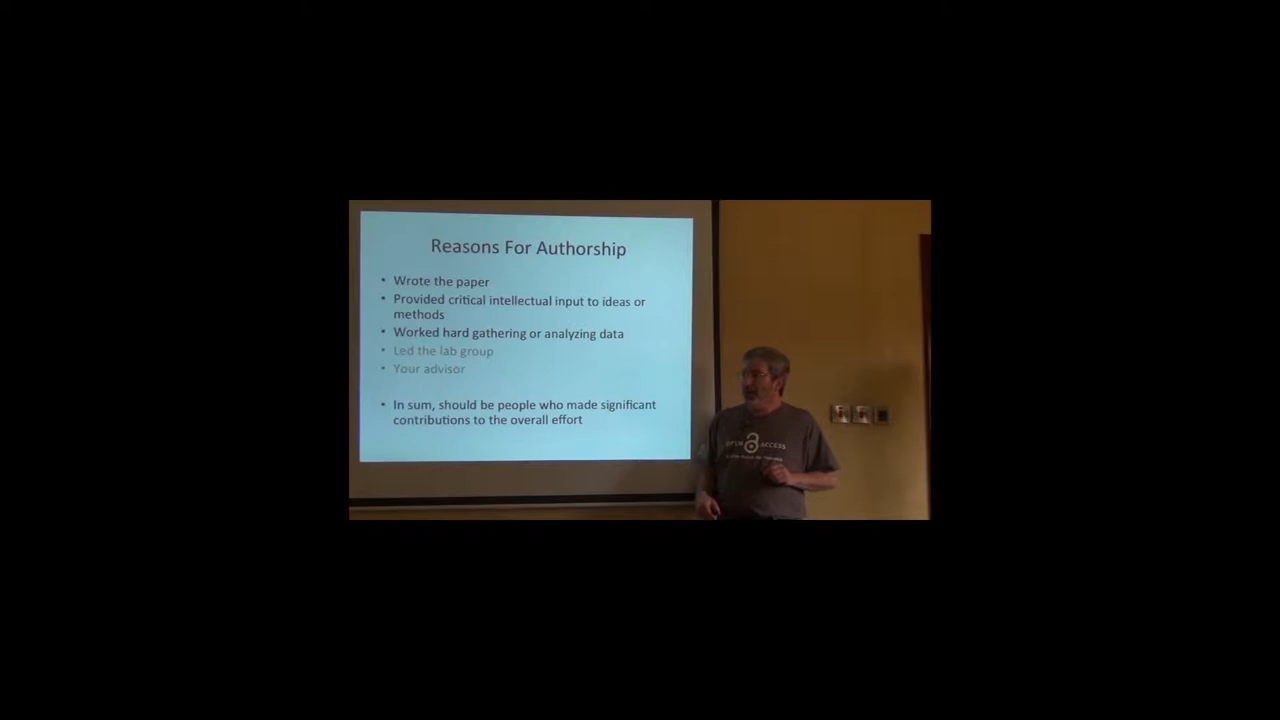 Reasons For Authorship
• Wrote the paper
• Provided critical intellectual input to ideas or
methods
• Worked hard gathering or analyzing data
• Led the lab group
• Your advisor
• In sum, should be people who made significant
contributions to the overall effort
OPEN ACCESS